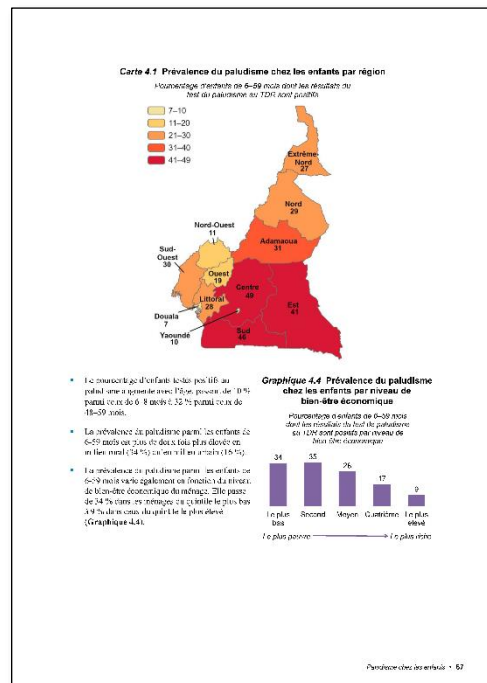 Carte 4.1 Prévalence du paludisme chez les enfants par région
Pourcentage d'enfants de 6–59 mois dont les résultats du
test du paludisme au TDR sont positifs
7–10
11–20
21–30
31–40
41–49
Extrême-
Nord
27
Nord
29
Adamaoua
31
Nord-Ouest
11
Sud-
Ouest
30
Ouest
19
Littoral
28
Centre
49
Est
41
Douala
7
Yaoundé
10
Sud
46
• Le pourcentage d'enfants testés positifs au
paludisme augmente avec l'âge, passant de 10 %
parmi ceux de 6–8 mois à 32 % parmi ceux de
48–59 mois.
• La prévalence du paludisme parmi les enfants de
6-59 mois est plus de deux fois plus élevée en
milieu rural (34 %) qu'en milieu urbain (16 %).
• La prévalence du paludisme parmi les enfants de
6-59 mois varie également en fonction du niveau
de bien-être économique du ménage. Elle passe
de 34 % dans les ménages du quintile le plus bas
à 9 % dans ceux du quintile le plus élevé
(Graphique 4.4).
Graphique 4.4 Prévalence du paludisme
chez les enfants par niveau de
bien-être économique
Pourcentage d'enfants de 6–59 mois
dont les résultats du test de paludisme
au TDR sont positifs par niveau de
bien être économique
34
35
26
17
9
Le plus
bas
Second
Moyen
Quatrième
Le plus
élevé
Le plus pauvre
Le plus riche
Paludisme chez les enfants • 67